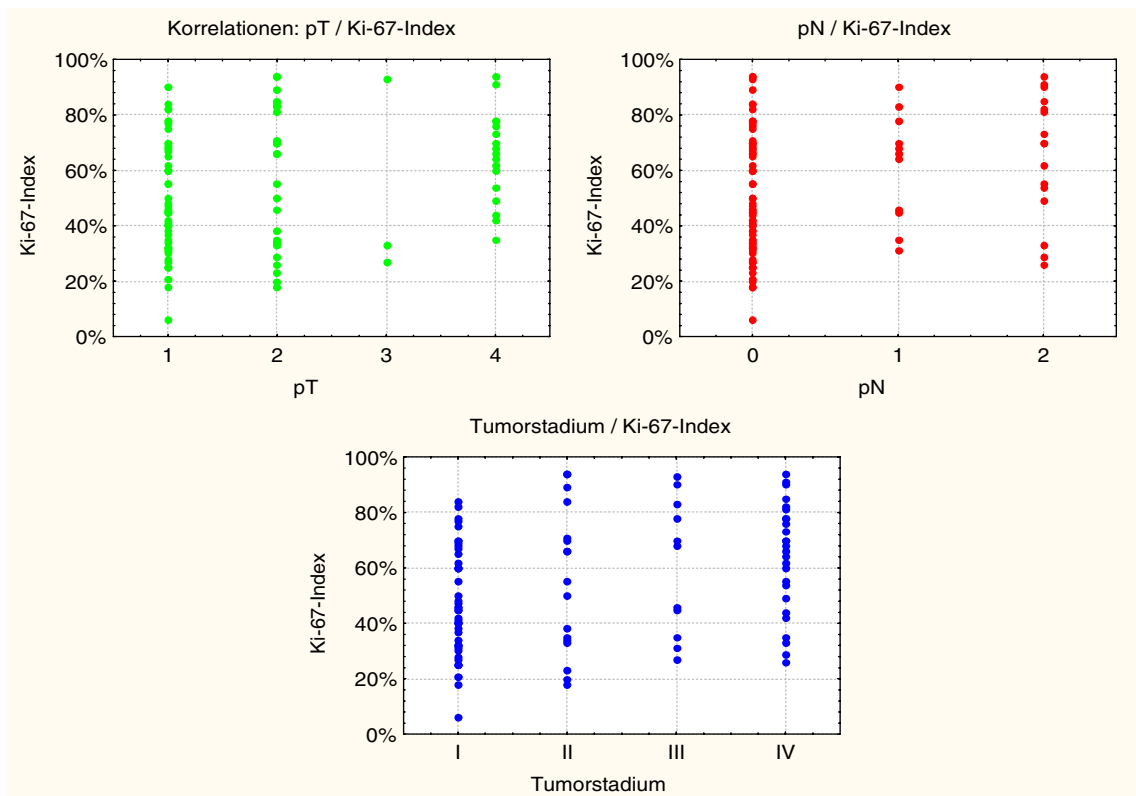 Korrelationen: pT / Ki-67-Index
100%
80%
60%
40%
20%
0%
Ki-67-Index
1 2 3 4
pT
pN / Ki-67-Index
100%
80%
60%
40%
20%
0%
Ki-67-Index
0 1 2
pN
Tumorstadium / Ki-67-Index
100%
80%
60%
40%
20%
0%
Ki-67-Index
I II III IV
Tumorstadium